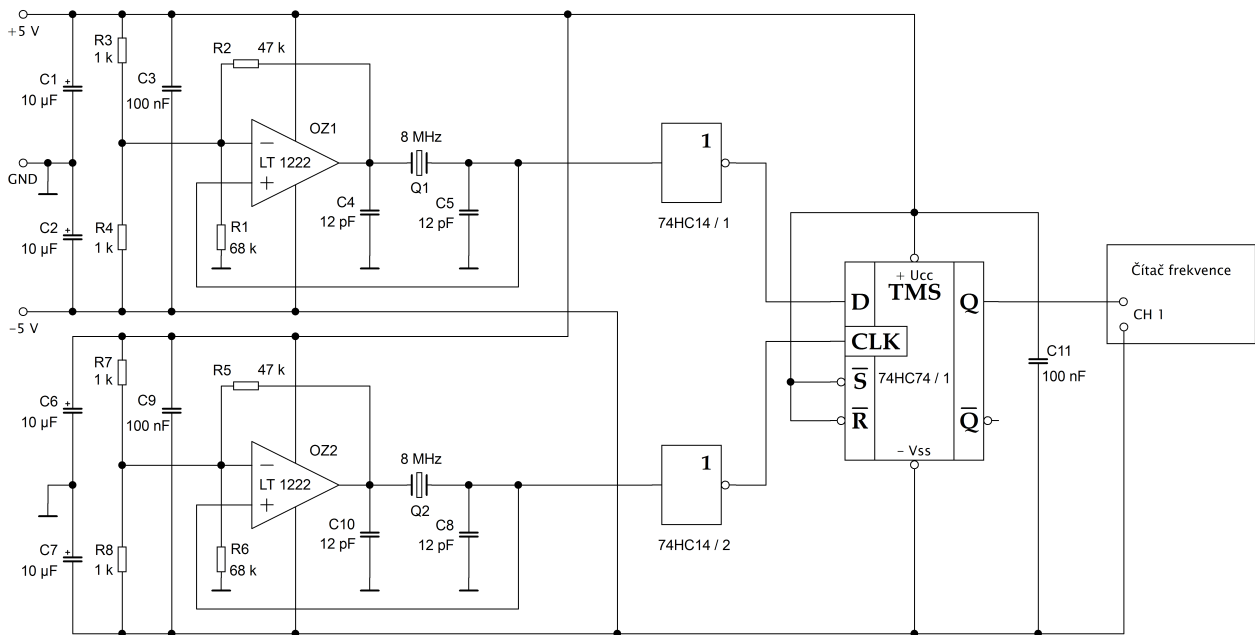 +5 V
R3
1 k
C1
+
10 µF
C3
100 nF
R2
47 k
OZ1
−
LT 1222
+
8 MHz
Q1
C4
12 pF
C5
12 pF
GND
C2
+
10 µF
R4
1 k
R1
68 k
−5 V
1
74HC14 / 1
+ Ucc
TMS
D
Q
CLK
S
74HC74 / 1
R
Q
− Vss
C11
100 nF
Čítač frekvence
CH 1
R7
1 k
C6
+
10 µF
C9
100 nF
R5
47 k
OZ2
−
LT 1222
+
8 MHz
Q2
C10
12 pF
C8
12 pF
C7
+
10 µF
R8
1 k
R6
68 k
1
74HC14 / 2